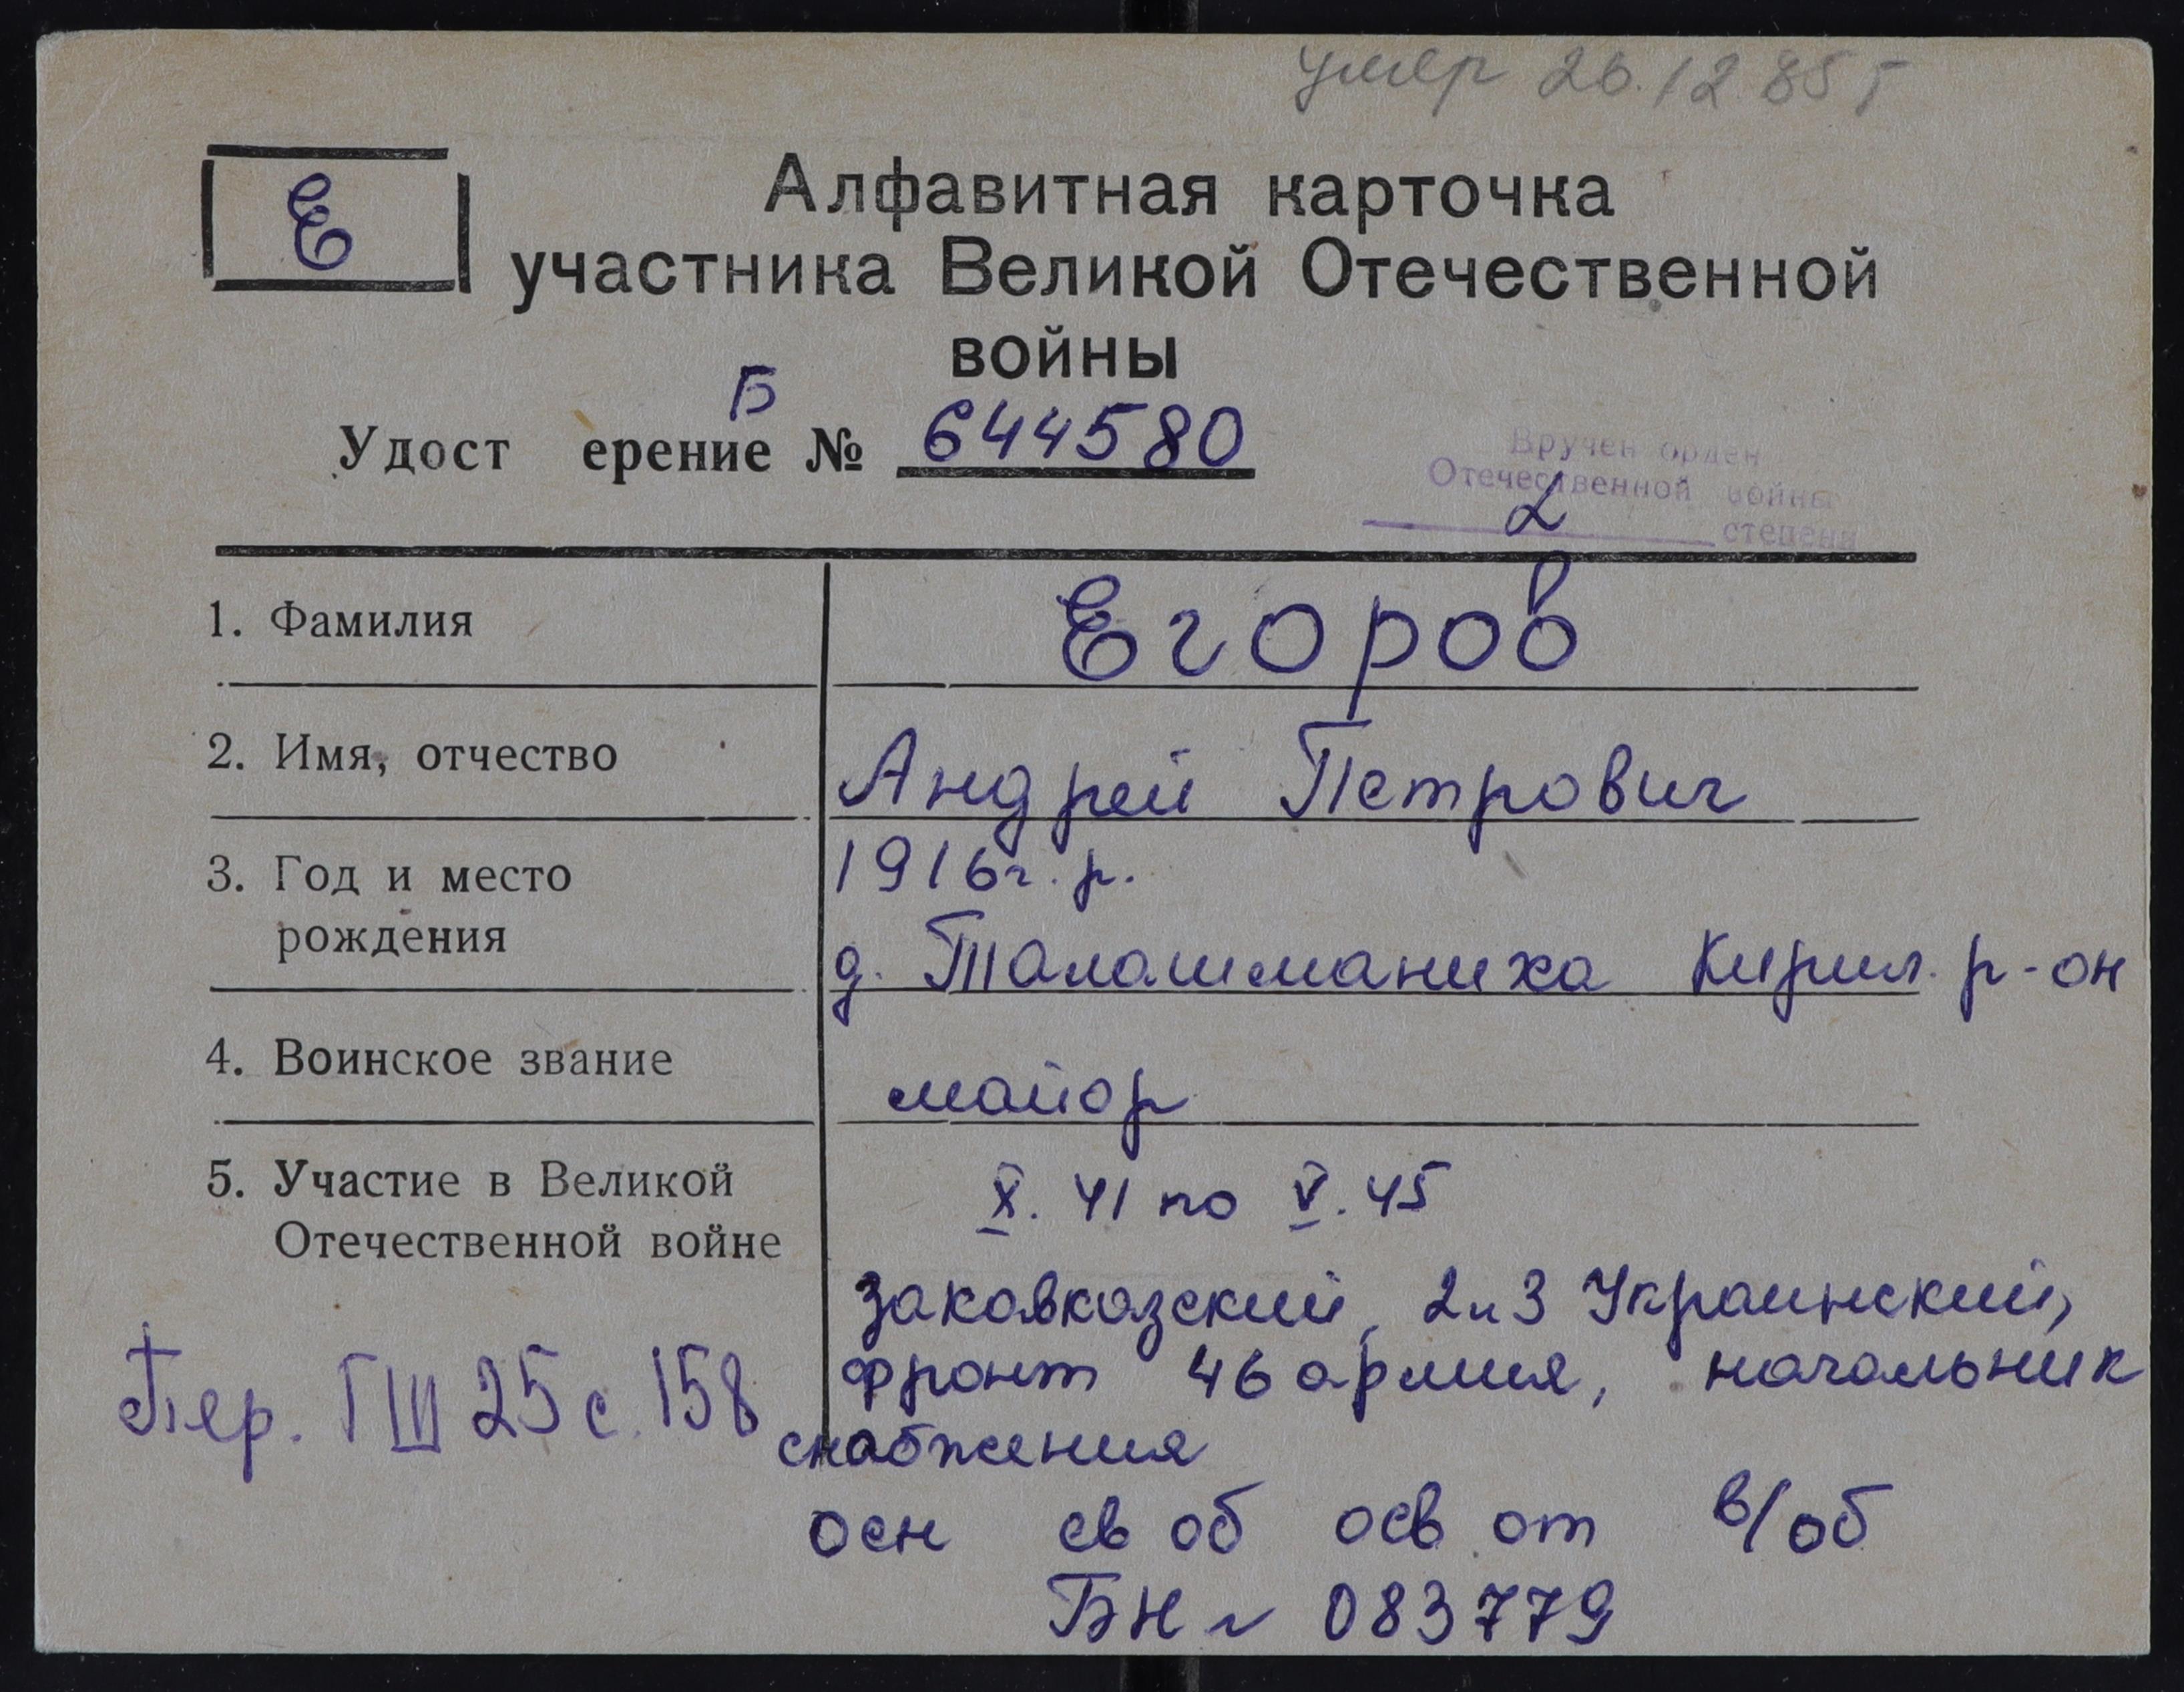 умер 26.12.85 г
Е
Алфавитная карточка
участника Великой Отечественной
войны
Б
Удост ерение № 644580
Вручен орден
Отечественной войны
2 степени
1. Фамилия Егоров
2. Имя, отчество Андрей Петрович
3. Год и место 1916 г. р.
рождения д. Талашманиха Кирил. р-он
4. Воинское звание майор
5. Участие в Великой X. 41 по V. 45
Отечественной войне
Закавказский, 2 и 3 Украинский,
фронт 46 армия, начальник
Пер. ГШ 25 с. 158
снабжения
осн св об осв от в/об
БН № 083779